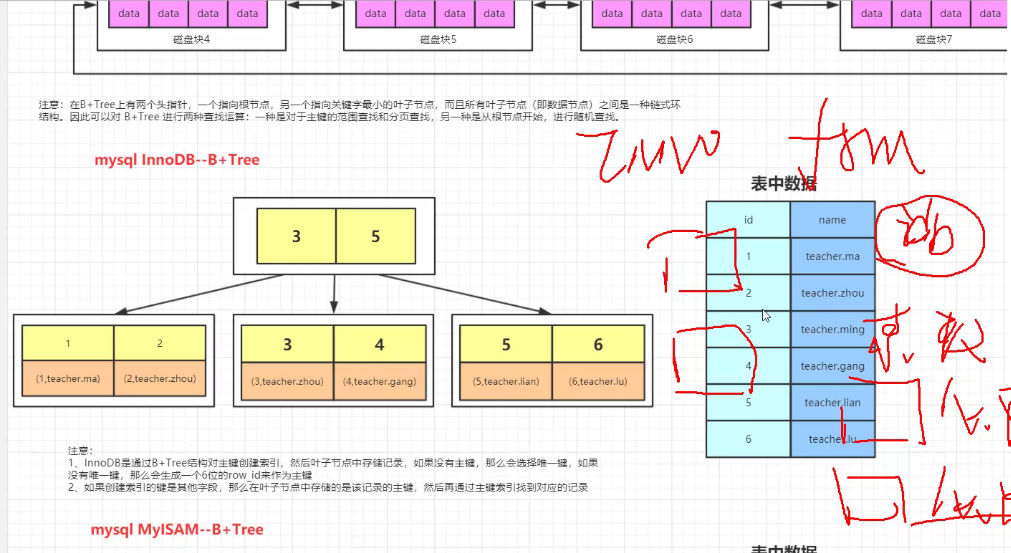 data data data data data data data data data data data data data data data data
磁盘块4 磁盘块5 磁盘块6 磁盘块7
注意：在B+Tree上有两个头指针，一个指向根节点，另一个指向关键字最小的叶子节点，而且所有叶子节点（即数据节点）之间是一种链式环
结构。因此可以对 B+Tree 进行两种查找运算：一种是对于主键的范围查找和分页查找，另一种是从根节点开始，进行随机查找。
mysql InnoDB--B+Tree
表中数据
id name
1 teacher.ma
2 teacher.zhou
3 teacher.ming
4 teacher.gang
5 teacher.lian
6 teacher.lu
3 5
1 2 3 4 5 6
(1,teacher.ma) (2,teacher.zhou) (3,teacher.zhou) (4,teacher.gang) (5,teacher.lian) (6,teacher.lu)
注意：
1、InnoDB是通过B+Tree结构对主键创建索引，然后叶子节点中存储记录，如果没有主键，那么会选择唯一键，如果
没有唯一键，那么会生成一个6位的row_id来作为主键
2、如果创建索引的键是其他字段，那么在叶子节点中存储的是该记录的主键，然后再通过主键索引找到对应的记录
mysql MyISAM--B+Tree
表中数据